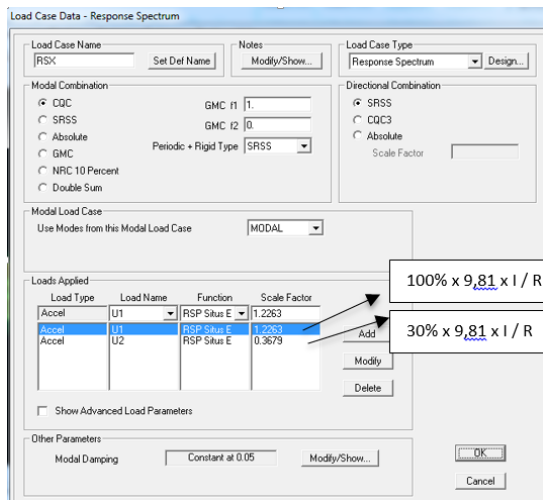 Load Case Data - Response Spectrum
Load Case Name
RSX
Set Def Name
Notes
Modify/Show...
Load Case Type
Response Spectrum
Design...
Modal Combination
CQC
SRSS
Absolute
GMC
NRC 10 Percent
Double Sum
GMC f1 1.
GMC f2 0.
Periodic + Rigid Type SRSS
Directional Combination
SRSS
CQC3
Absolute
Scale Factor
Modal Load Case
Use Modes from this Modal Load Case MODAL
Loads Applied
Load Type Load Name Function Scale Factor
Accel U1 RSP Situs E 1.2263
Accel U1 RSP Situs E 1.2263
Accel U2 RSP Situs E 0.3679
Add
Modify
Delete
100% x 9,81 x I / R
30% x 9,81 x I / R
Show Advanced Load Parameters
Other Parameters
Modal Damping Constant at 0.05 Modify/Show...
OK
Cancel